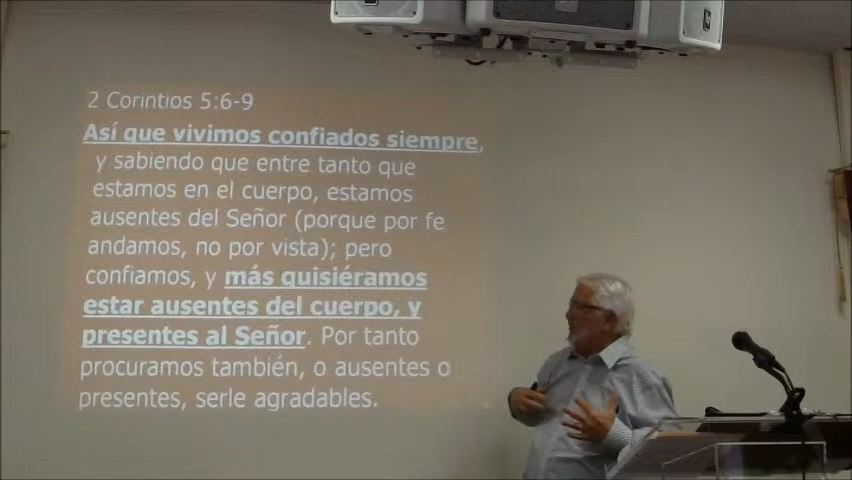 2 Corintios 5:6-9
Así que vivimos confiados siempre,
y sabiendo que entre tanto que
estamos en el cuerpo, estamos
ausentes del Señor (porque por fe
andamos, no por vista); pero
confiamos, y más quisiéramos
estar ausentes del cuerpo, y
presentes al Señor. Por tanto
procuramos también, o ausentes o
presentes, serle agradables.